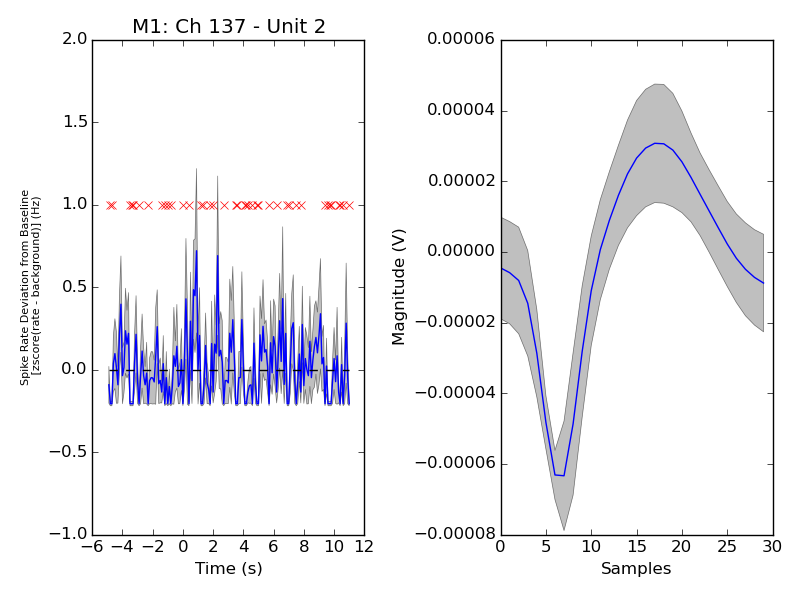 M1: Ch 137 - Unit 2
2.0
1.5
1.0
0.5
0.0
−0.5
−1.0
−6 −4 −2 0 2 4 6 8 10 12
Time (s)
Spike Rate Deviation from Baseline
[zscore(rate - background)] (Hz)
0.00006
0.00004
0.00002
0.00000
−0.00002
−0.00004
−0.00006
−0.00008
0 5 10 15 20 25 30
Samples
Magnitude (V)